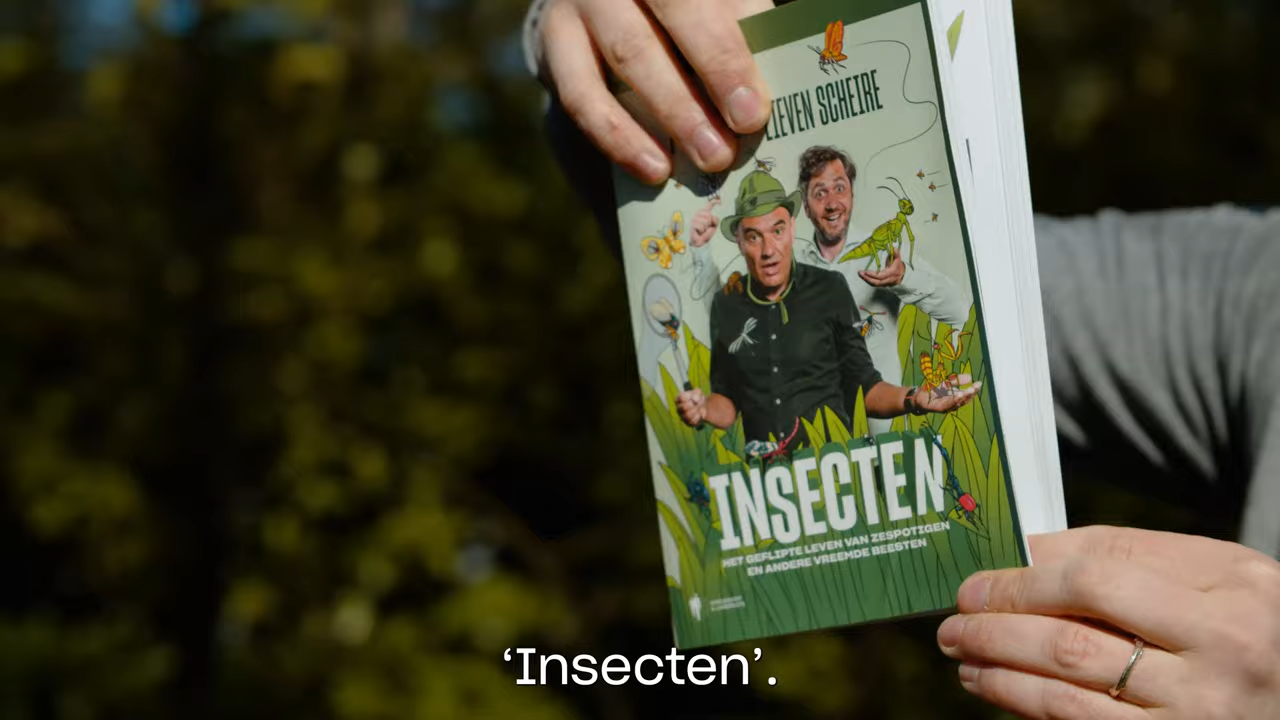 LIEVEN SCHEIRE
INSECTEN
HET GEFLIPTE LEVEN VAN ZESPOTIGEN
EN ANDERE VREEMDE BEESTEN
‘Insecten’.